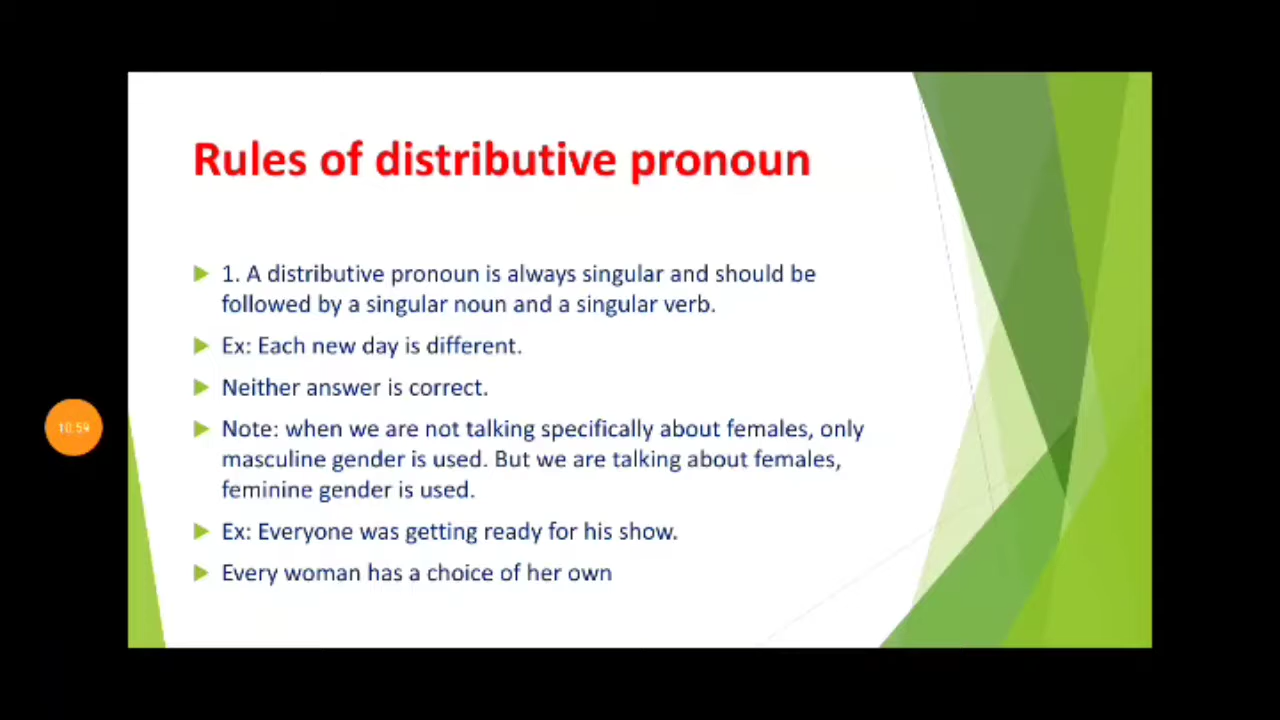 Rules of distributive pronoun
1. A distributive pronoun is always singular and should be
followed by a singular noun and a singular verb.
Ex: Each new day is different.
Neither answer is correct.
Note: when we are not talking specifically about females, only
masculine gender is used. But we are talking about females,
feminine gender is used.
10:59
Ex: Everyone was getting ready for his show.
Every woman has a choice of her own